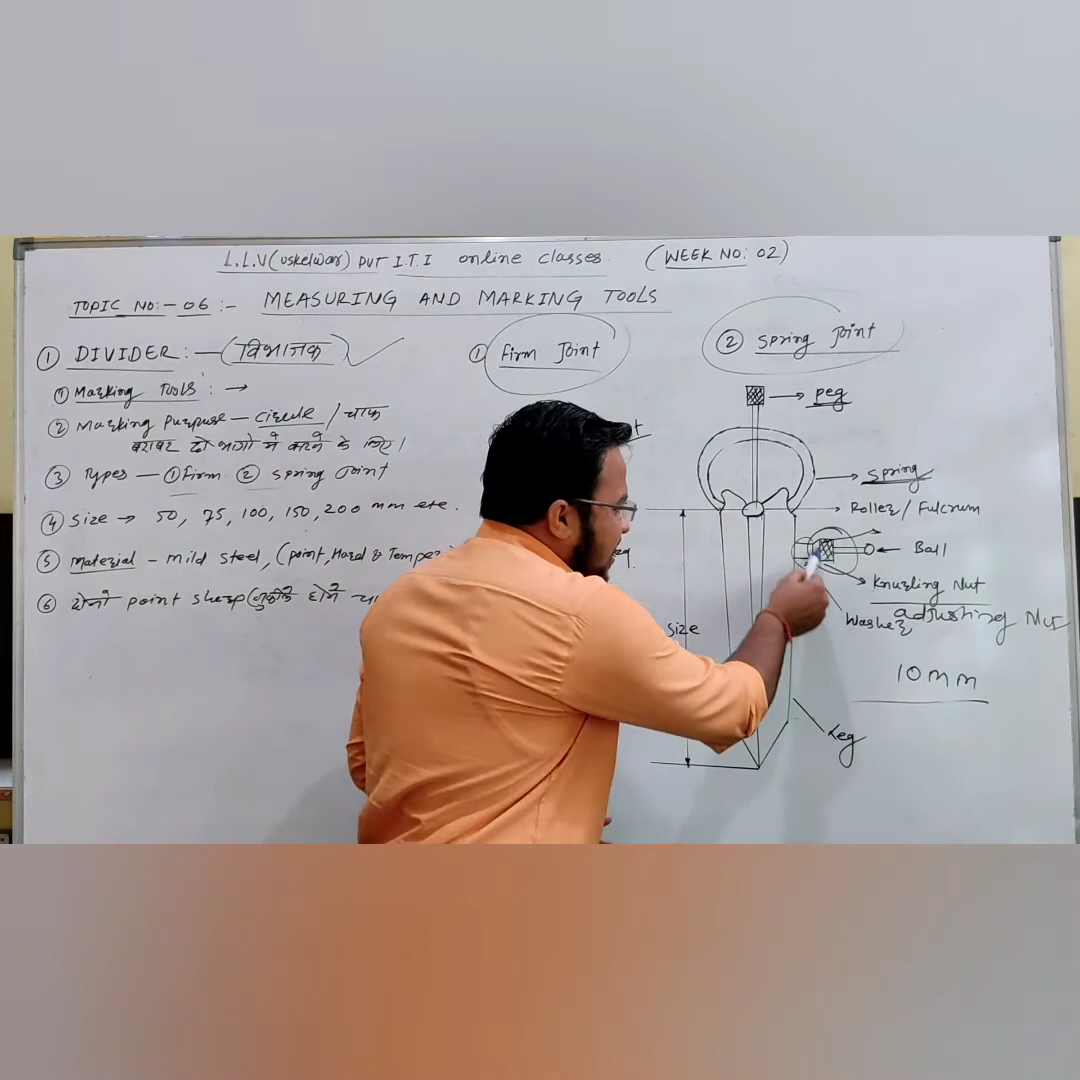 L.L.V (uskelwar) PVT I.T.I online classes. (WEEK NO: 02)
TOPIC NO:- 06 :- MEASURING AND MARKING TOOLS
① DIVIDER :- (विभाजक)
① Marking Tools : →
② Marking Purpuse - circule / चाक
बराबर दो भागो में बाटने के लिए।
③ Types - ① Firm ② spring Joint
④ Size → 50, 75, 100, 150, 200 mm etc.
⑤ Material - mild steel, (point, Hard & Temper
⑥ दोनो point sharp (नुकीले होने चा
① Firm Joint
size
② spring Joint
→ peg
→ spring
→ Roller / Fulcrum
← Ball
Knurling Nut
adjusting Nut
Washer
10mm
Leg